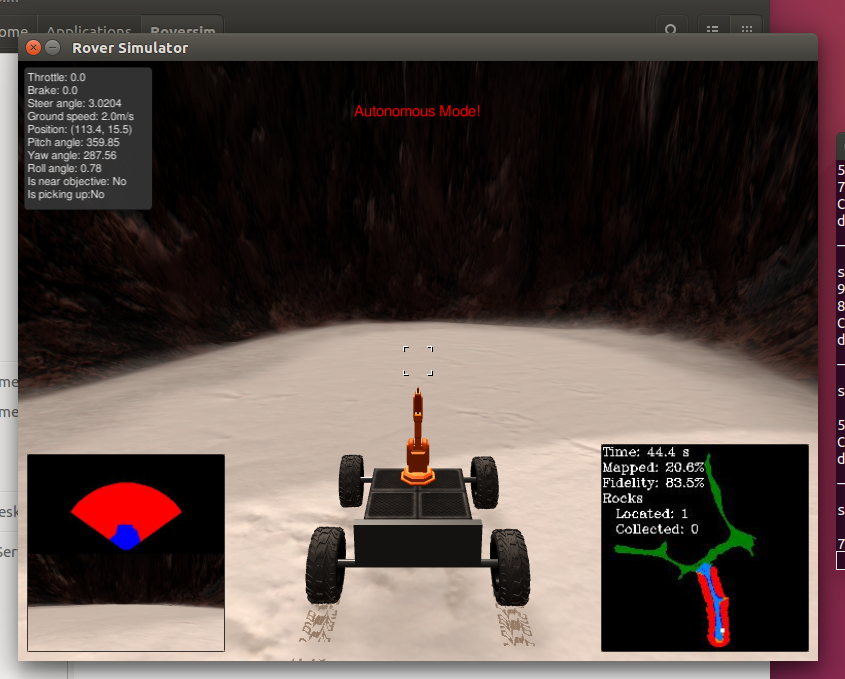 ome
Applications
Roversim
Rover Simulator
Throttle: 0.0
Brake: 0.0
Steer angle: 3.0204
Ground speed: 2.0m/s
Position: (113.4, 15.5)
Pitch angle: 359.85
Yaw angle: 287.56
Roll angle: 0.78
Is near objective: No
Is picking up:No
Autonomous Mode!
Time: 44.4 s
Mapped: 20.6%
Fidelity: 83.5%
Rocks
Located: 1
Collected: 0
me
me
esk
Ser
5
7
C
d
s
9
8
C
d
s
5
C
d
s
7